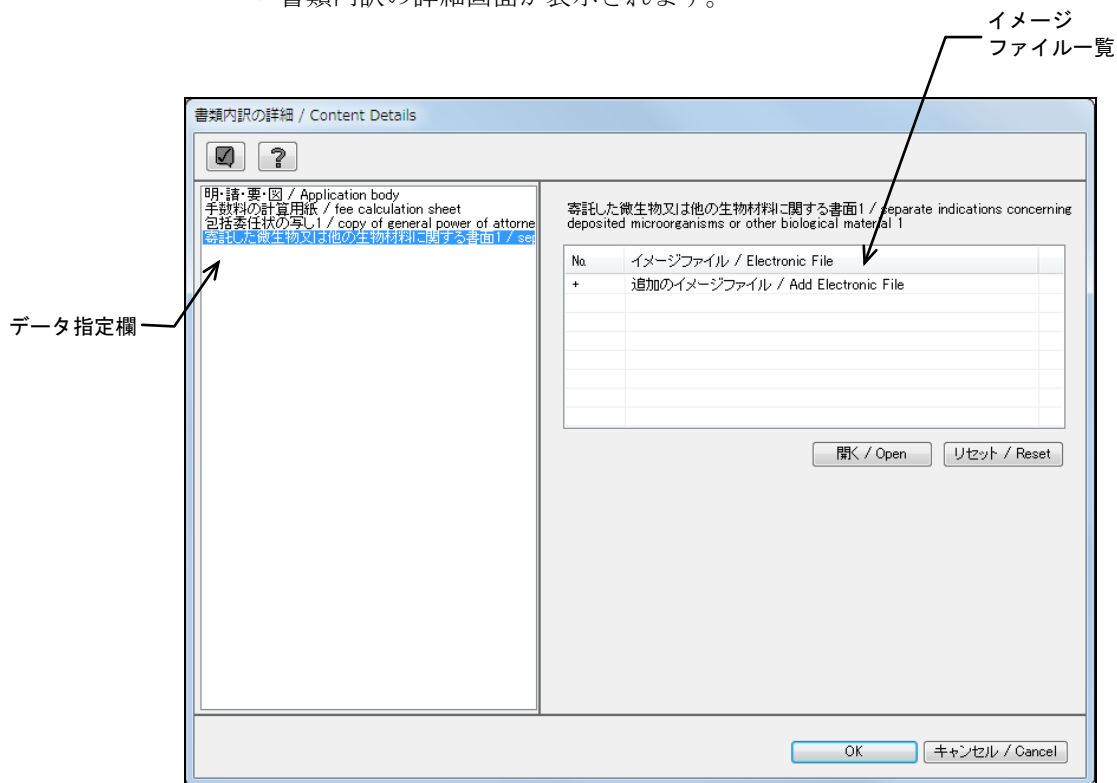 書類内訳の詳細画面が表示されます。
イメージ
ファイル一覧
書類内訳の詳細 / Content Details
?
明・請・要・図 / Application body
手数料の計算用紙 / fee calculation sheet
包括委任状の写し1 / copy of general power of attorne
寄託した微生物又は他の生物材料に関する書面1 / sep
寄託した微生物又は他の生物材料に関する書面1 / separate indications concerning
deposited microorganisms or other biological material 1
No. イメージファイル / Electronic File
+ 追加のイメージファイル / Add Electronic File
データ指定欄
開く / Open リセット / Reset
OK キャンセル / Cancel